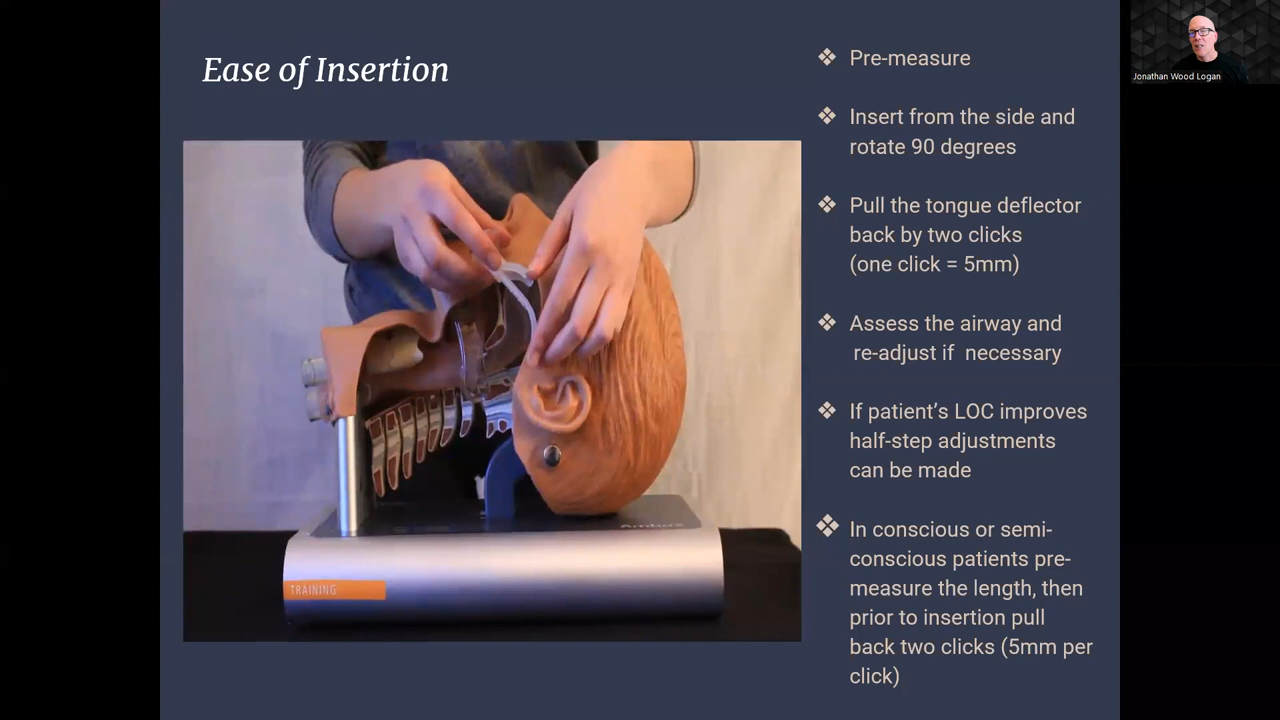 Ease of Insertion
❖ Pre-measure
❖ Insert from the side and
rotate 90 degrees
❖ Pull the tongue deflector
back by two clicks
(one click = 5mm)
❖ Assess the airway and
re-adjust if necessary
❖ If patient's LOC improves
half-step adjustments
can be made
❖ In conscious or semi-
conscious patients pre-
measure the length, then
prior to insertion pull
back two clicks (5mm per
click)
TRAINING
Ambu
Jonathan Wood Logan